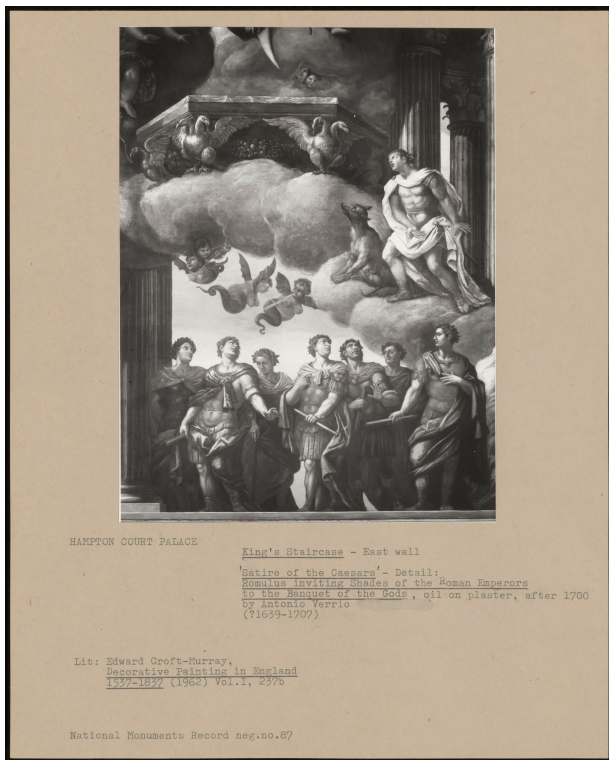 HAMPTON COURT PALACE
King's Staircase - East wall
'Satire of the Caesars' - Detail:
Romulus inviting Shades of the Roman Emperors
to the Banquet of the Gods, oil on plaster, after 1700
by Antonio Verrio
(?1639-1707)
Lit: Edward Croft-Murray,
Decorative Painting in England
1537-1837 (1962) Vol.I, 237b
National Monuments Record neg.no.87